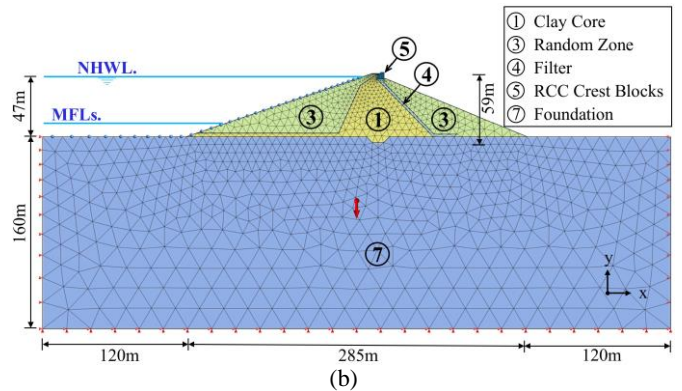 ⑤
① Clay Core
③ Random Zone
④ Filter
⑤ RCC Crest Blocks
⑦ Foundation
NHWL.
④
47m
59m
MFLs.
③
①
③
160m
⑦
y
x
120m
285m
120m
(b)